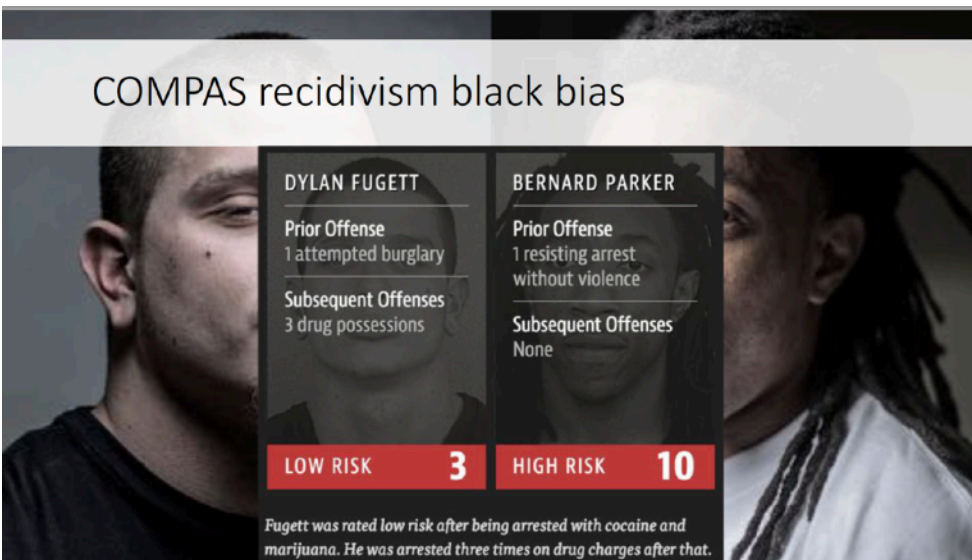 COMPAS recidivism black bias
DYLAN FUGETT
Prior Offense
1 attempted burglary
Subsequent Offenses
3 drug possessions
LOW RISK 3
BERNARD PARKER
Prior Offense
1 resisting arrest
without violence
Subsequent Offenses
None
HIGH RISK 10
Fugett was rated low risk after being arrested with cocaine and
marijuana. He was arrested three times on drug charges after that.